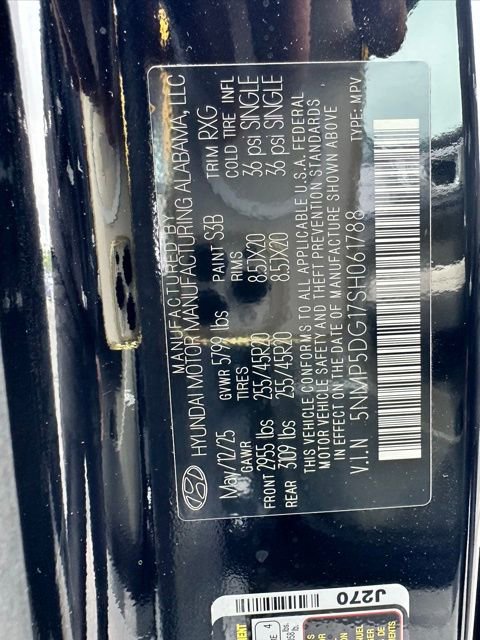 MANUFACTURED BY
HYUNDAI MOTOR MANUFACTURING ALABAMA, LLC
May/12/25 GVWR 5799 lbs PAINT S3B TRIM RXG
GAWR TIRES RIMS COLD TIRE INFL
FRONT 2955 lbs 255/45R20 8.5JX20 36 psi SINGLE
REAR 3109 lbs 255/45R20 8.5JX20 36 psi SINGLE
THIS VEHICLE CONFORMS TO ALL APPLICABLE U.S.A. FEDERAL
MOTOR VEHICLE SAFETY AND THEFT PREVENTION STANDARDS
IN EFFECT ON THE DATE OF MANUFACTURE SHOWN ABOVE
V.I.N 5NMP5DG17SH061788 TYPE: MPV
J270